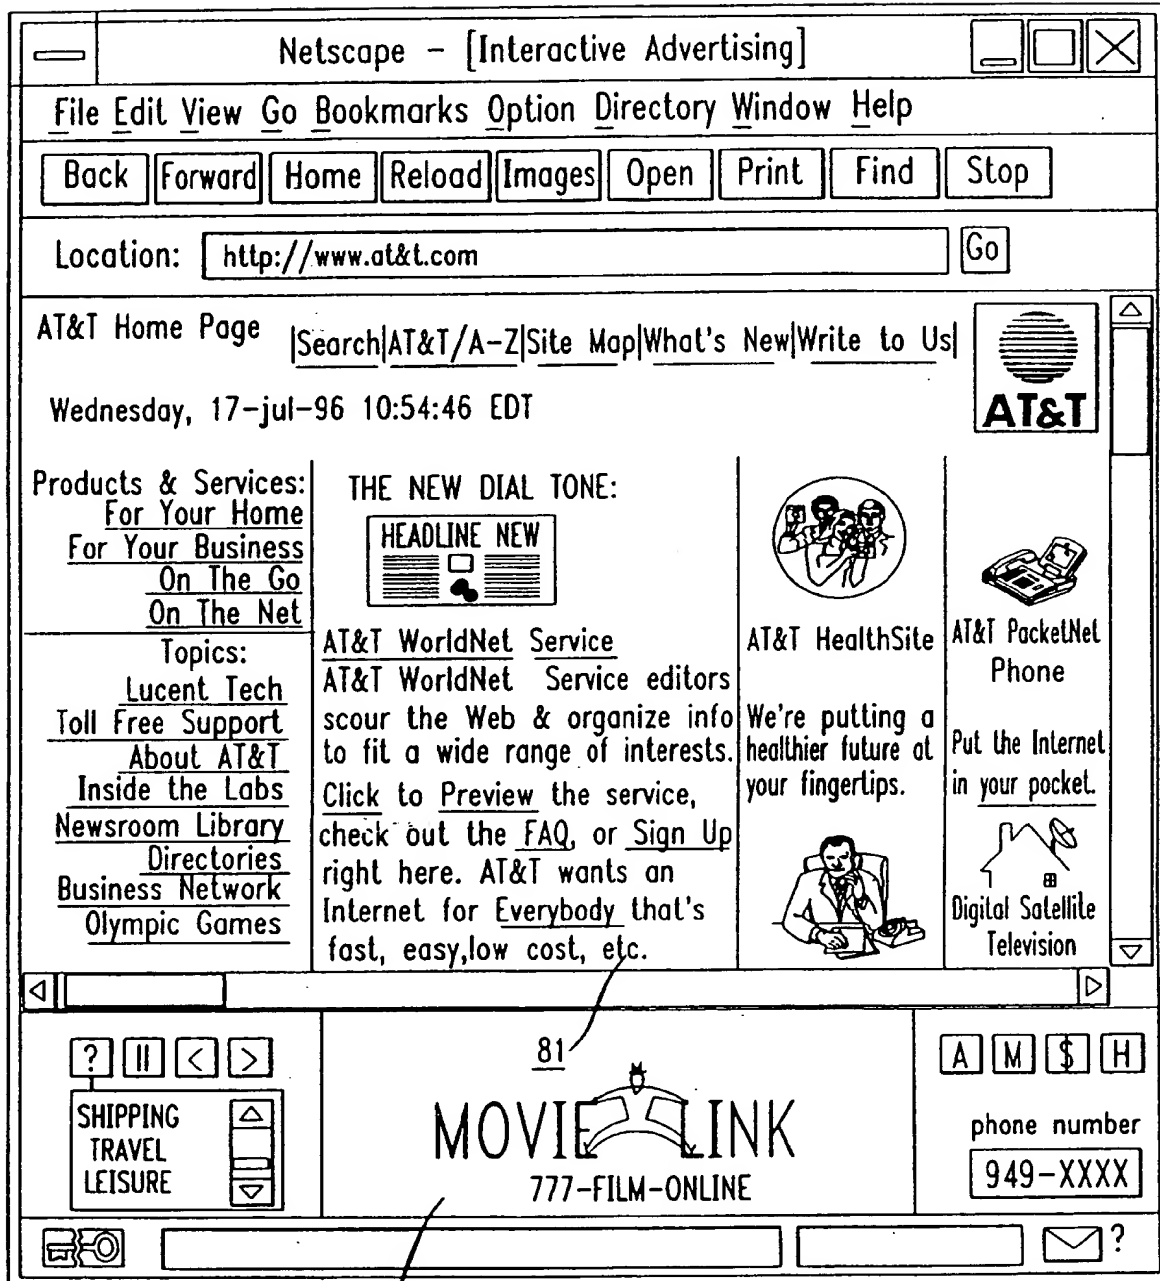 Netscape - [Interactive Advertising]
File Edit View Go Bookmarks Option Directory Window Help
Back Forward Home Reload Images Open Print Find Stop
Location: http://www.at&t.com Go
AT&T Home Page |Search|AT&T/A-Z|Site Map|What's New|Write to Us|
AT&T
Wednesday, 17-jul-96 10:54:46 EDT
Products & Services:
For Your Home
For Your Business
On The Go
On The Net
Topics:
Lucent Tech
Toll Free Support
About AT&T
Inside the Labs
Newsroom Library
Directories
Business Network
Olympic Games
THE NEW DIAL TONE:
HEADLINE NEW
AT&T WorldNet Service
AT&T WorldNet Service editors
scour the Web & organize info
to fit a wide range of interests.
Click to Preview the service,
check out the FAQ, or Sign Up
right here. AT&T wants an
Internet for Everybody that's
fast, easy,low cost, etc.
AT&T HealthSite
We're putting a
healthier future at
your fingertips.
AT&T PacketNet
Phone
Put the Internet
in your pocket.
Digital Satellite
Television
? || < >
SHIPPING
TRAVEL
LEISURE
81
MOVIE LINK
777-FILM-ONLINE
A M $ H
phone number
949-XXXX
?